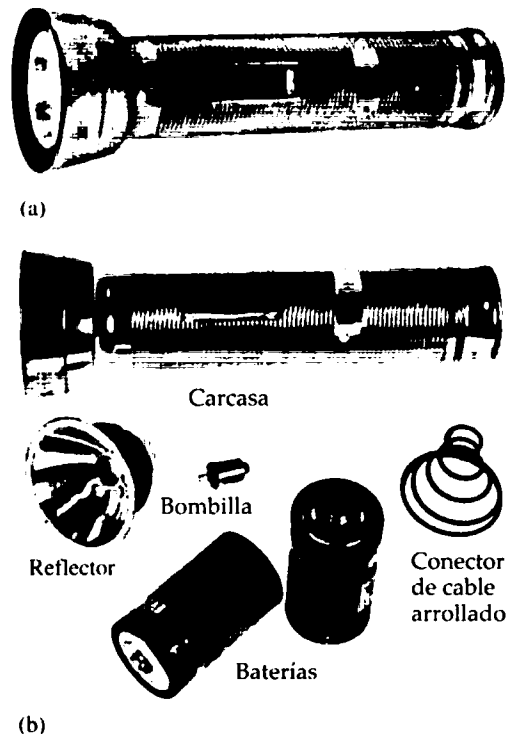 (a)
Carcasa
Bombilla
Reflector
Conector
de cable
arrollado
Baterías
(b)